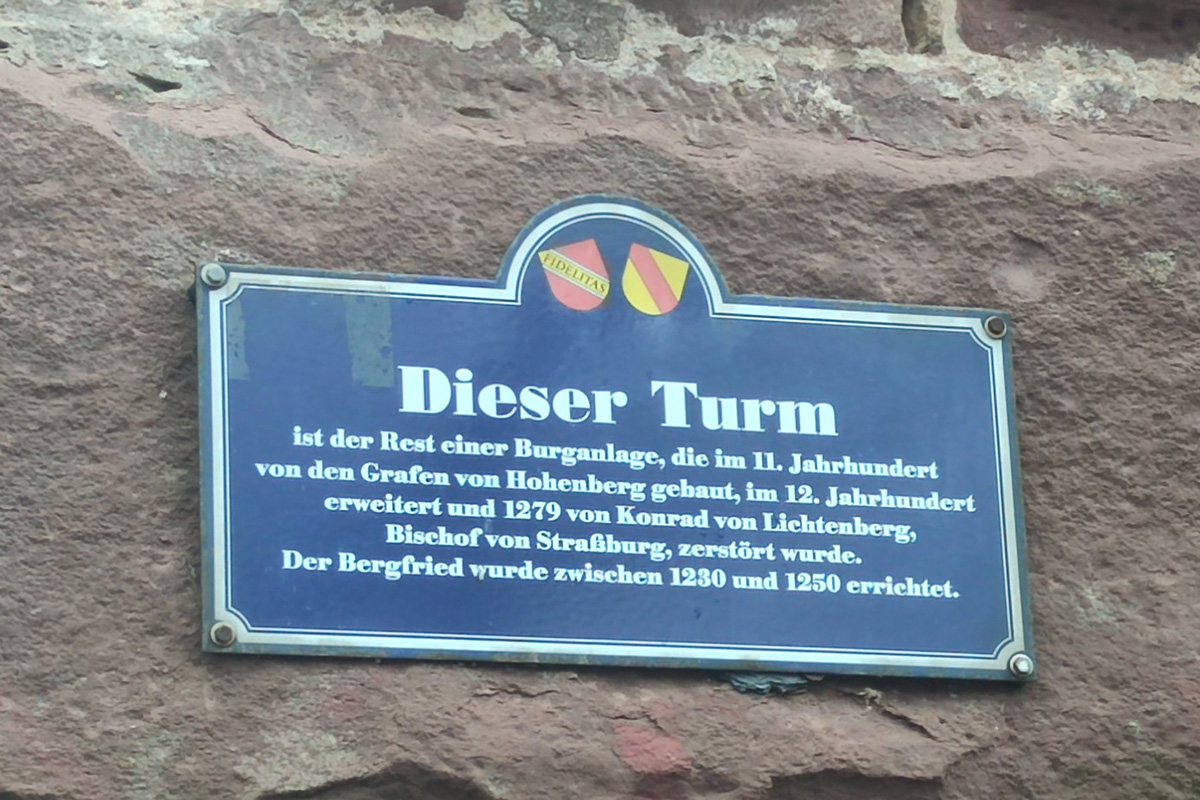 FIDELITAS
Dieser Turm
ist der Rest einer Burganlage, die im 11. Jahrhundert
von den Grafen von Hohenberg gebaut, im 12. Jahrhundert
erweitert und 1279 von Konrad von Lichtenberg,
Bischof von Straßburg, zerstört wurde.
Der Bergfried wurde zwischen 1230 und 1250 errichtet.